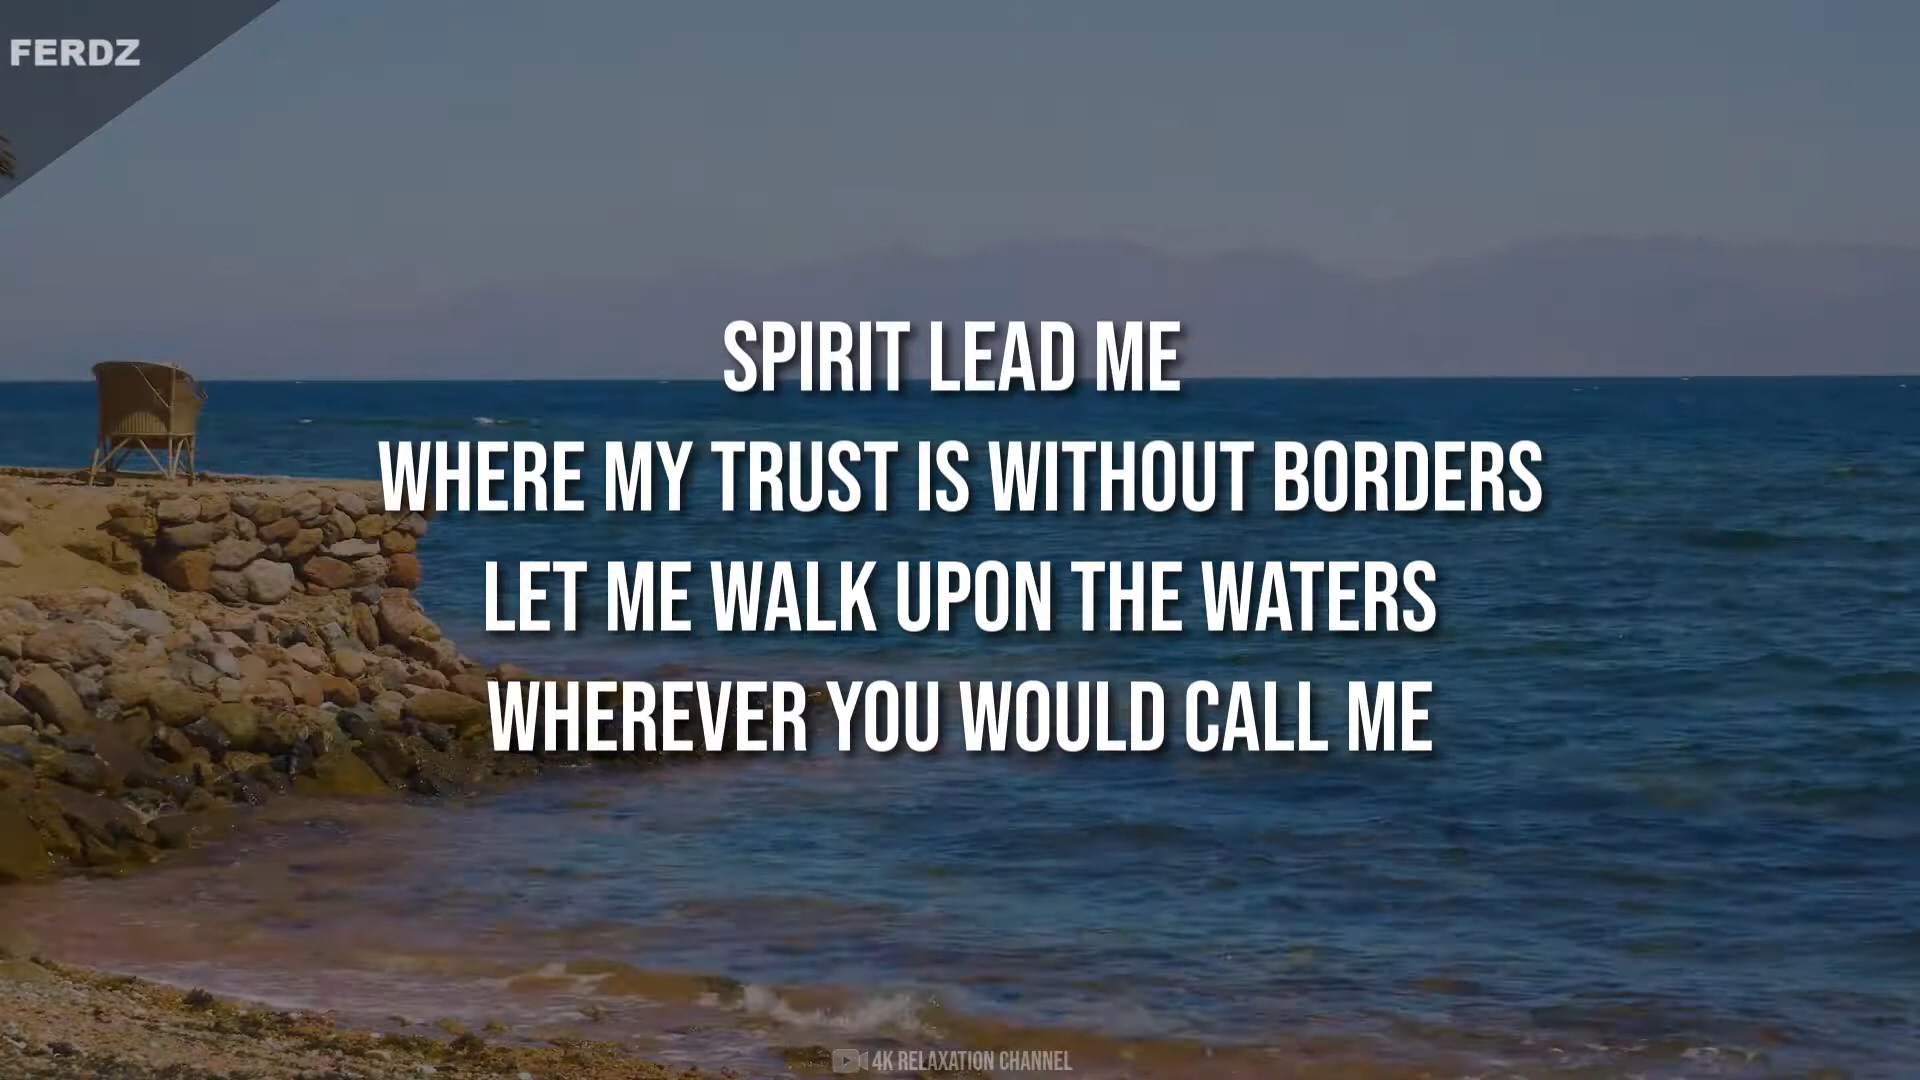 FERDZ
SPIRIT LEAD ME
WHERE MY TRUST IS WITHOUT BORDERS
LET ME WALK UPON THE WATERS
WHEREVER YOU WOULD CALL ME
4K RELAXATION CHANNEL